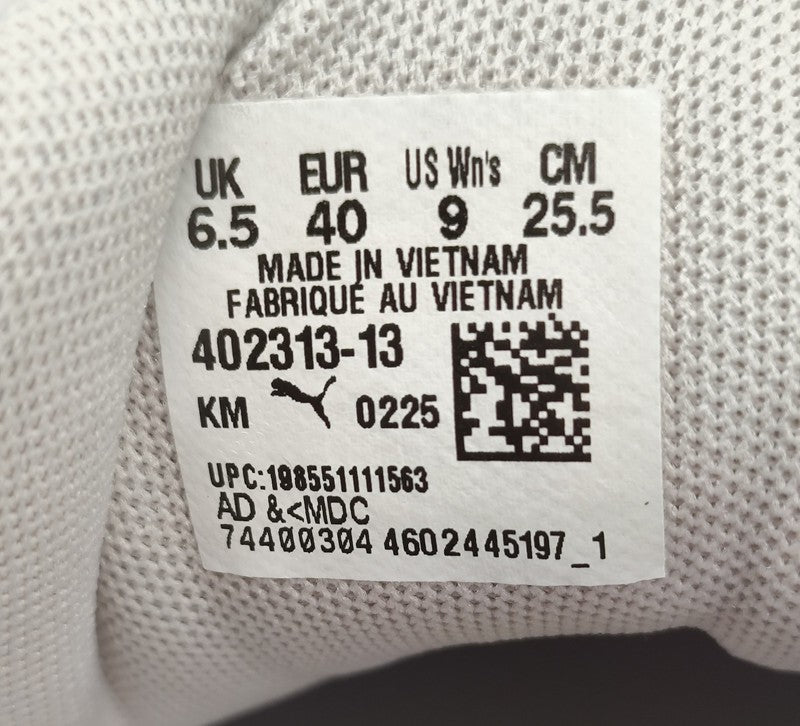 UK EUR US Wn's CM
6.5 40 9 25.5
MADE IN VIETNAM
FABRIQUÉ AU VIETNAM
402313-13
KM 0225
UPC:198551111563
AD &<MDC
74400304 4602445197_1